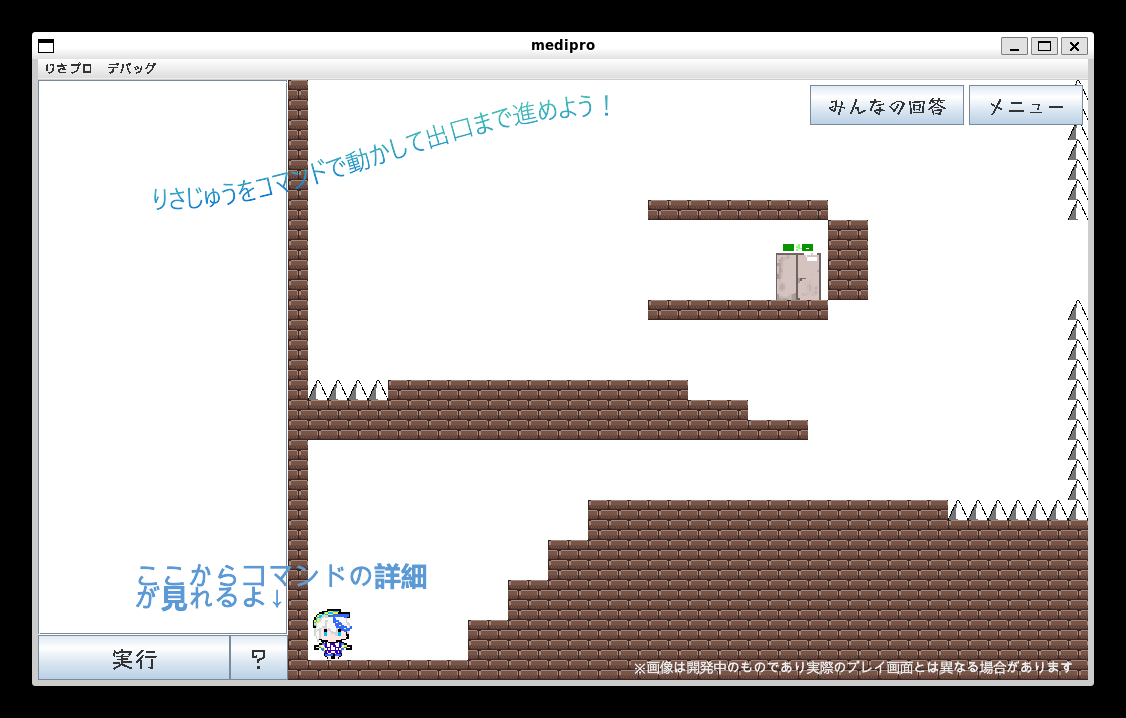 medipro
りさプロ デバッグ
みんなの回答 メニュー
りさじゅうをコマンドで動かして出口まで進めよう！
ここからコマンドの詳細
が見れるよ↓
実行 ?
※画像は開発中のものであり実際のプレイ画面とは異なる場合があります